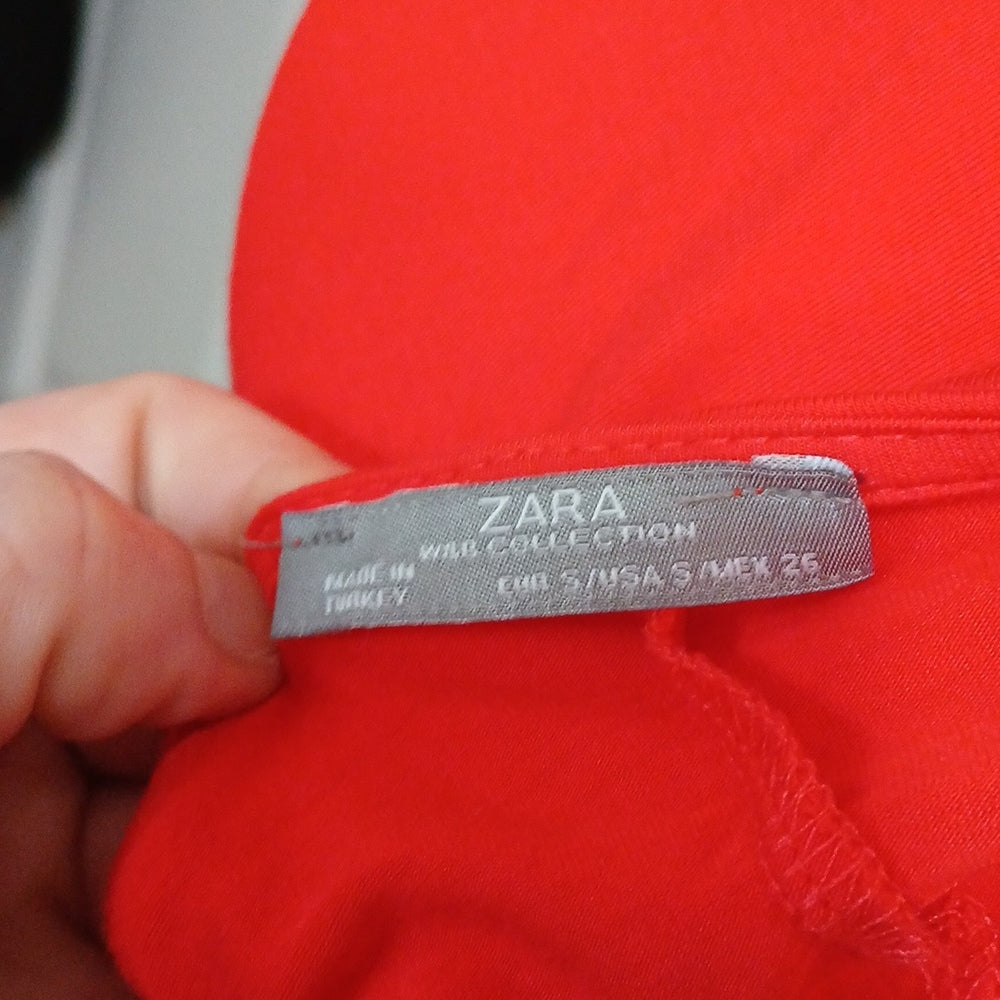 ZARA
W&B COLLECTION
MADE IN
TURKEY
EUR S/USA S/MEX 26